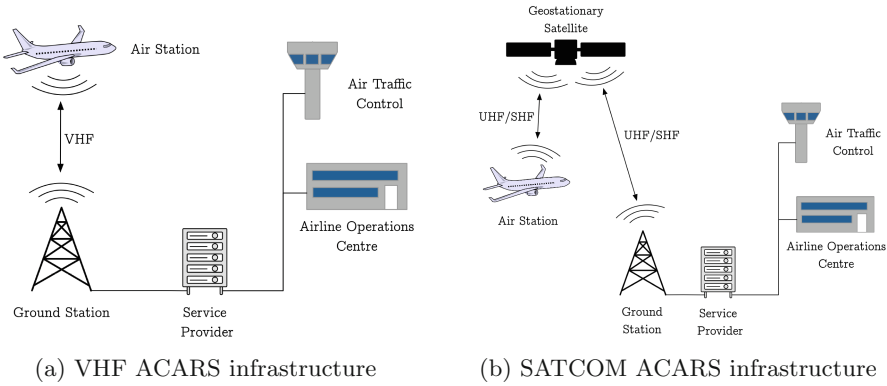 Air Station
VHF
Air Traffic
Control
Airline Operations
Centre
Ground Station
Service
Provider
(a) VHF ACARS infrastructure
Geostationary
Satellite
UHF/SHF
UHF/SHF
Air Station
Air Traffic
Control
Airline Operations
Centre
Ground
Station
Service
Provider
(b) SATCOM ACARS infrastructure